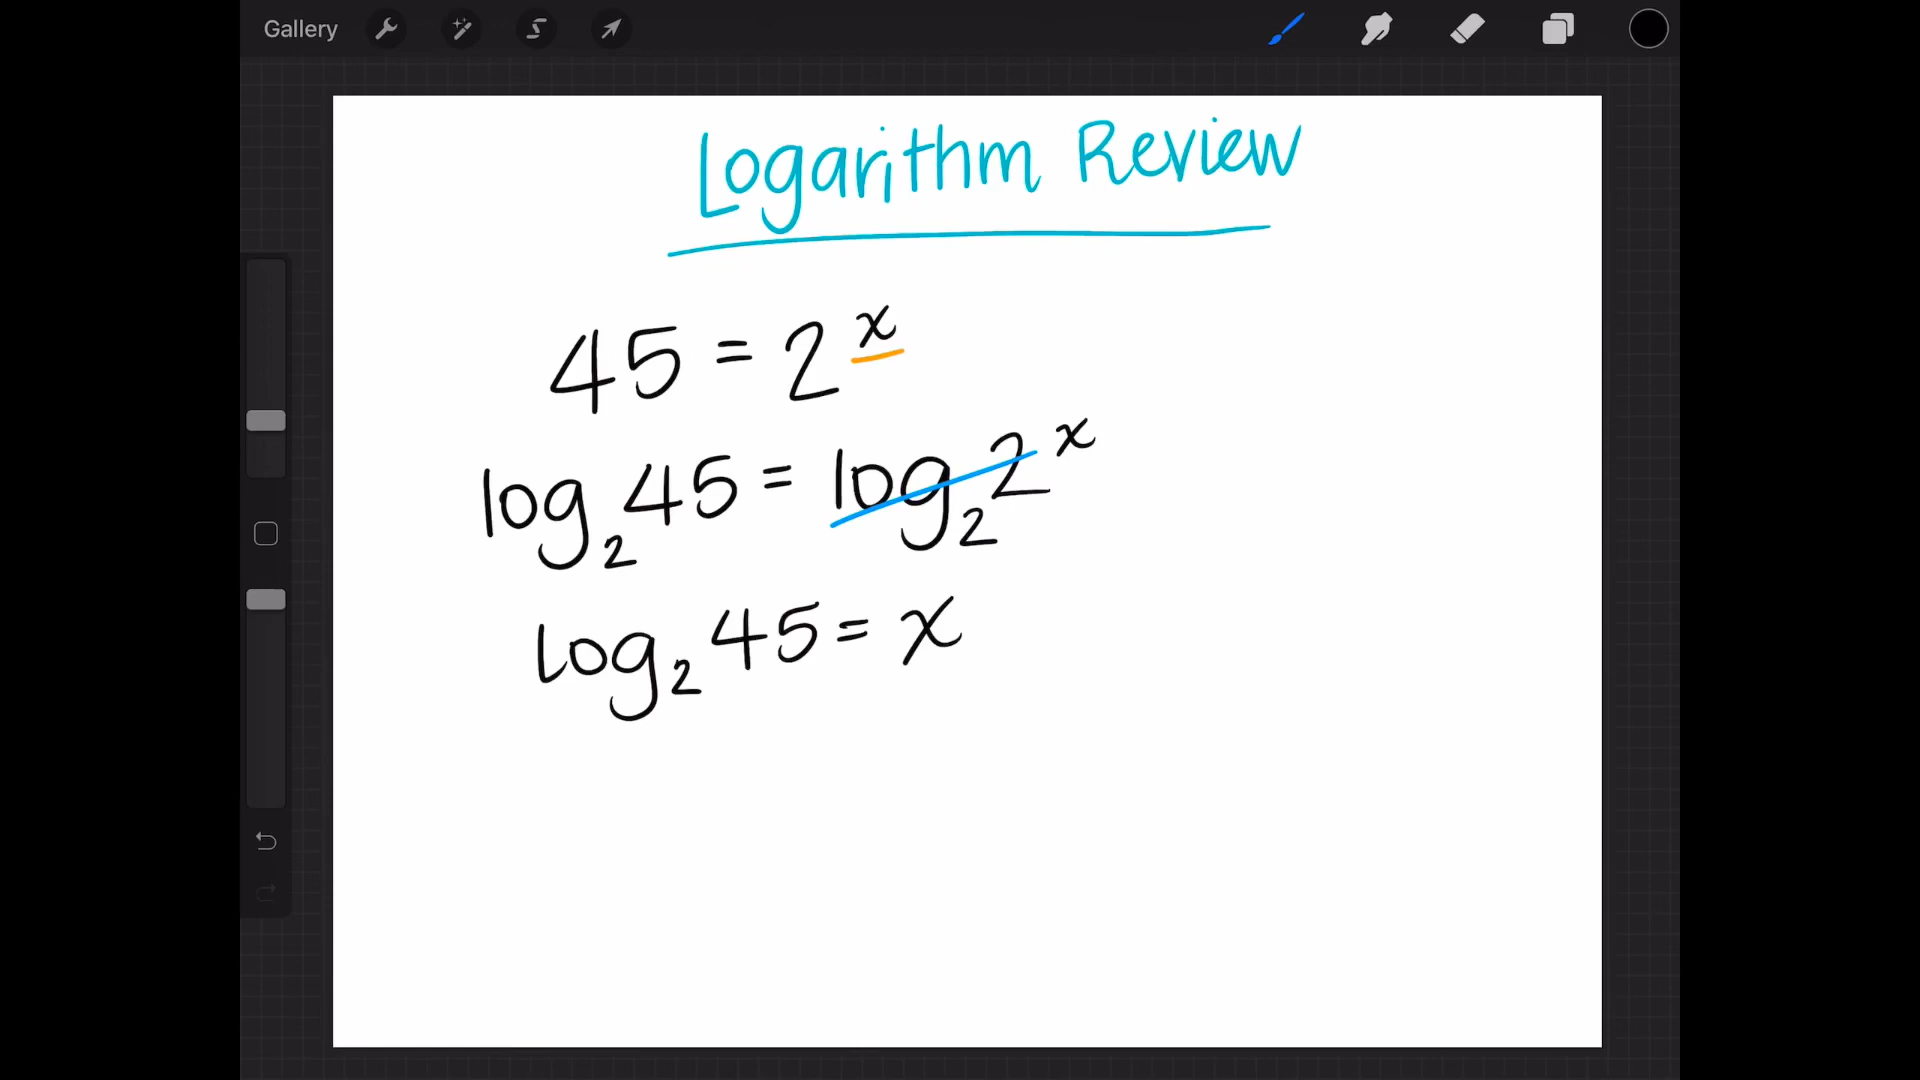 Gallery
Logarithm Review
45 = 2^x
log₂45 = log₂2^x
log₂45 = x